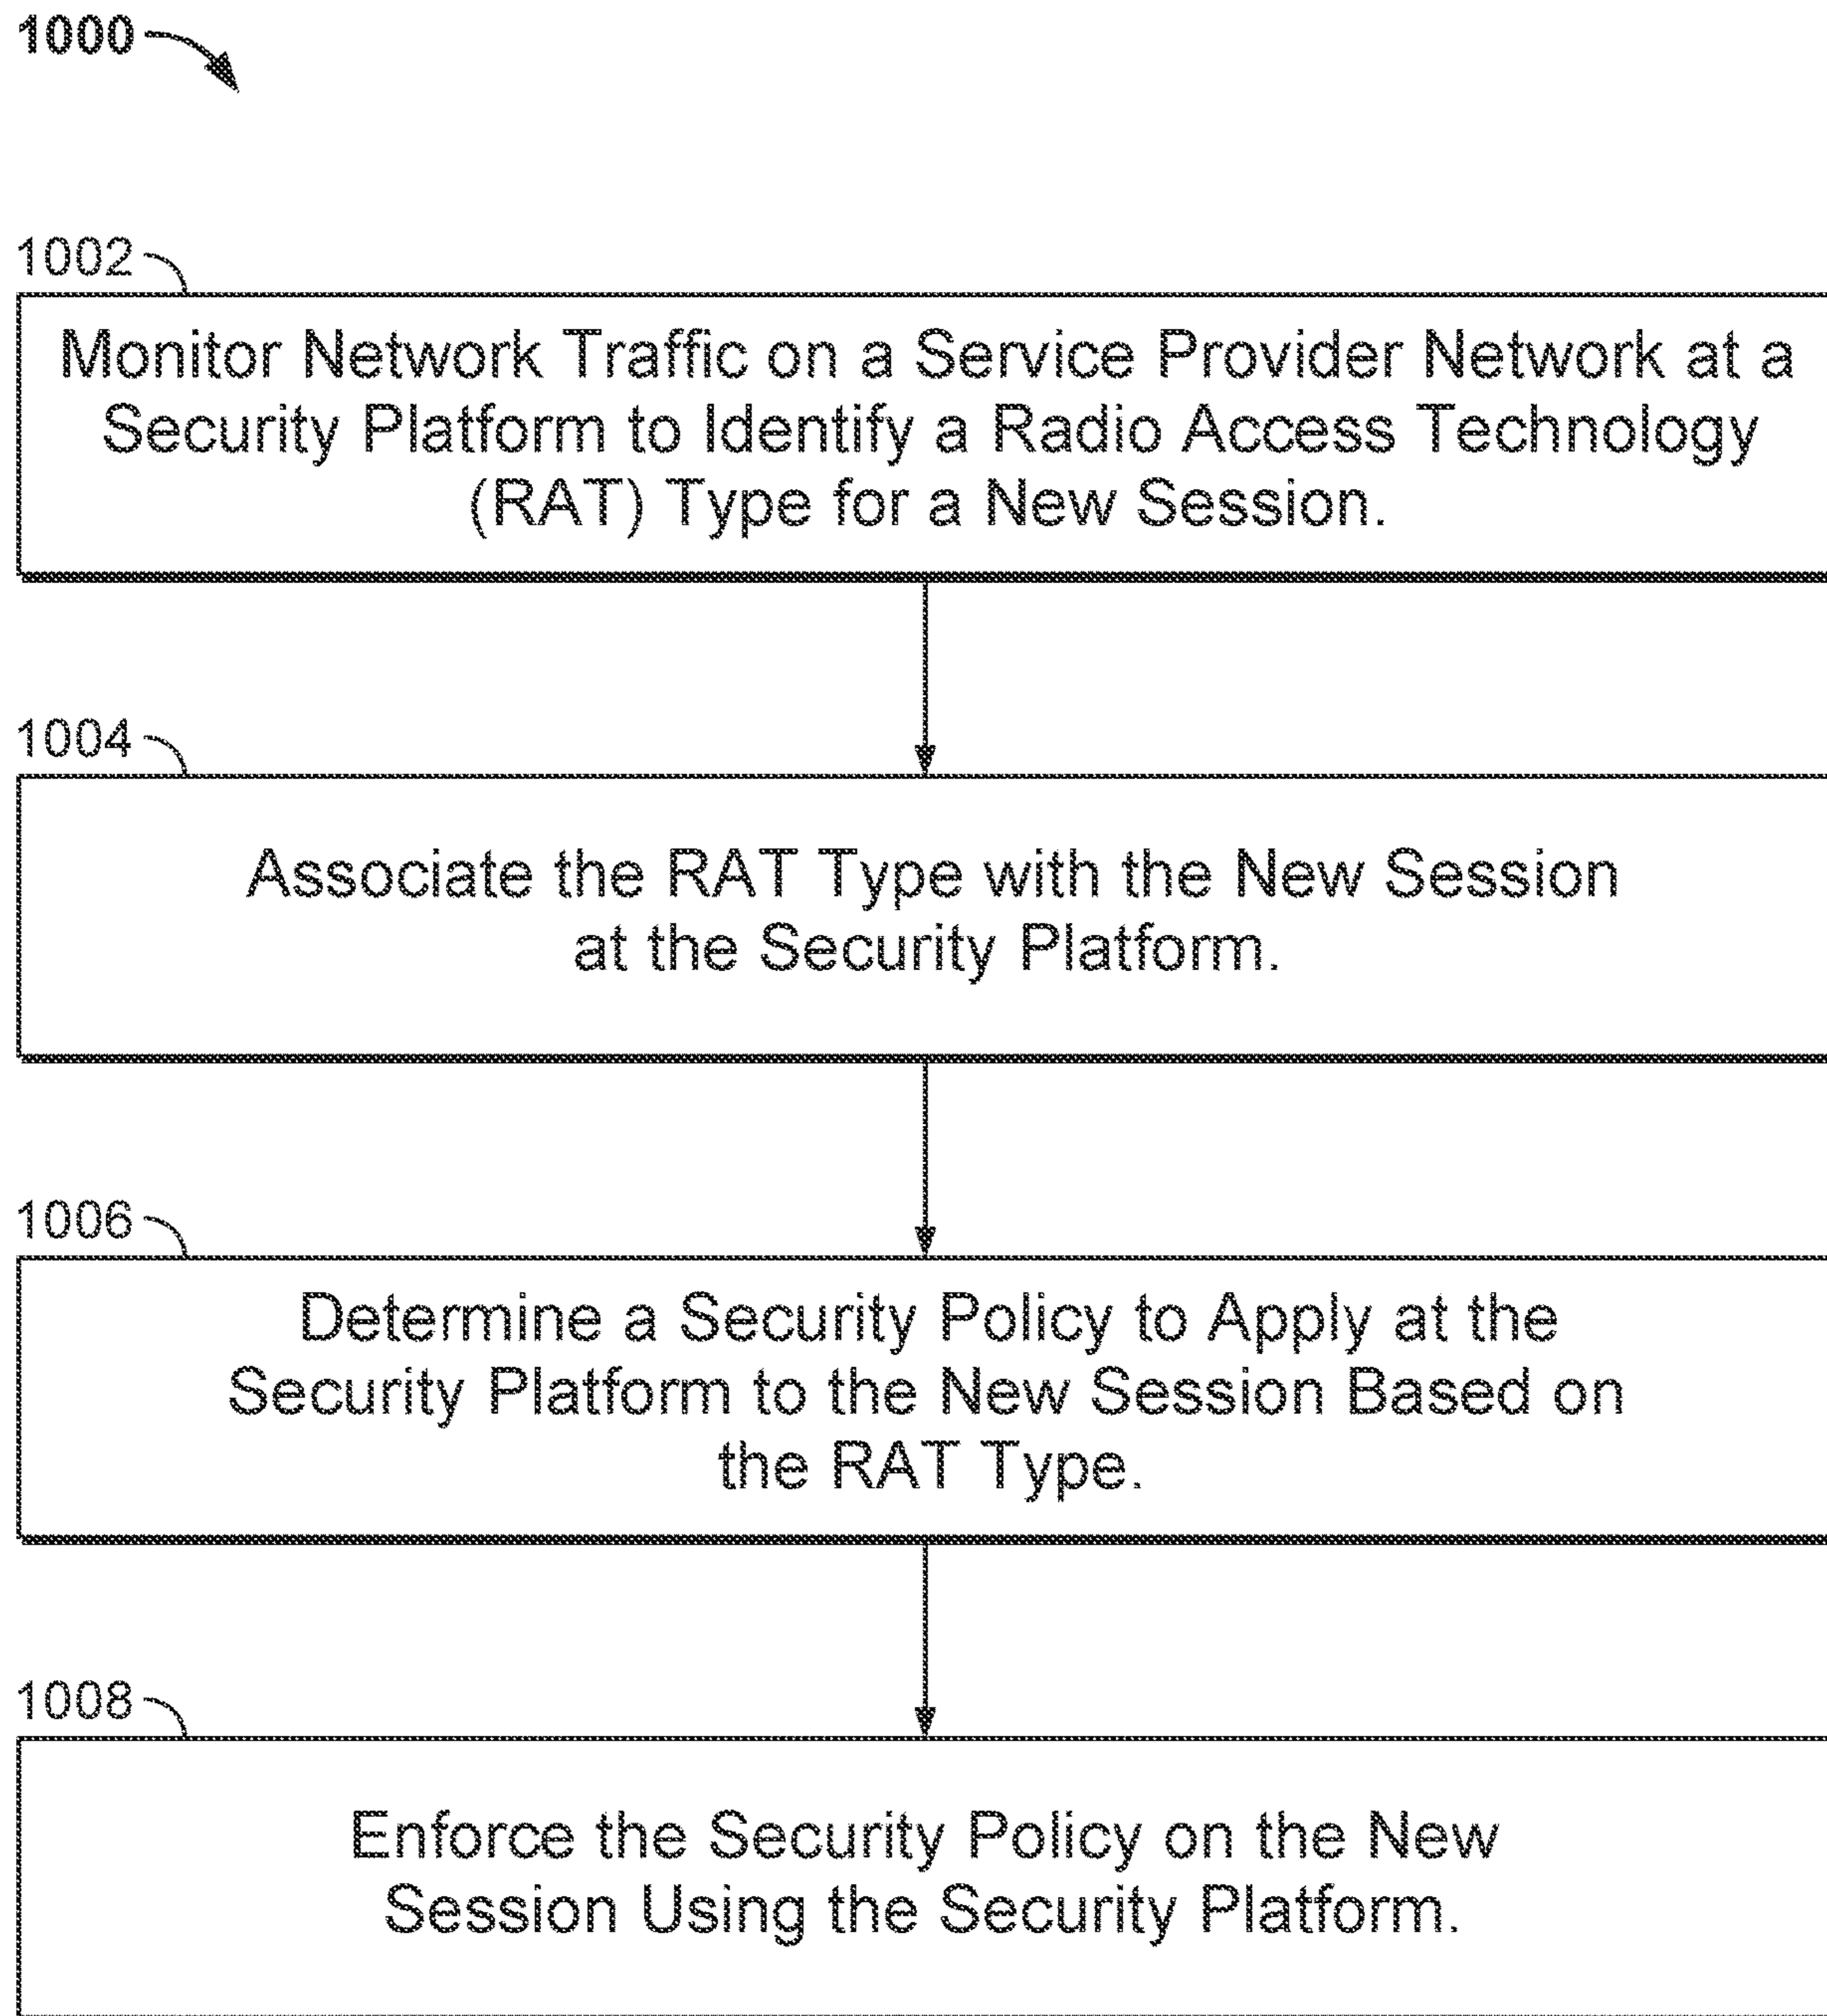 1000
1002
Monitor Network Traffic on a Service Provider Network at a
Security Platform to Identify a Radio Access Technology
(RAT) Type for a New Session.
1004
Associate the RAT Type with the New Session
at the Security Platform.
1006
Determine a Security Policy to Apply at the
Security Platform to the New Session Based on
the RAT Type.
1008
Enforce the Security Policy on the New
Session Using the Security Platform.